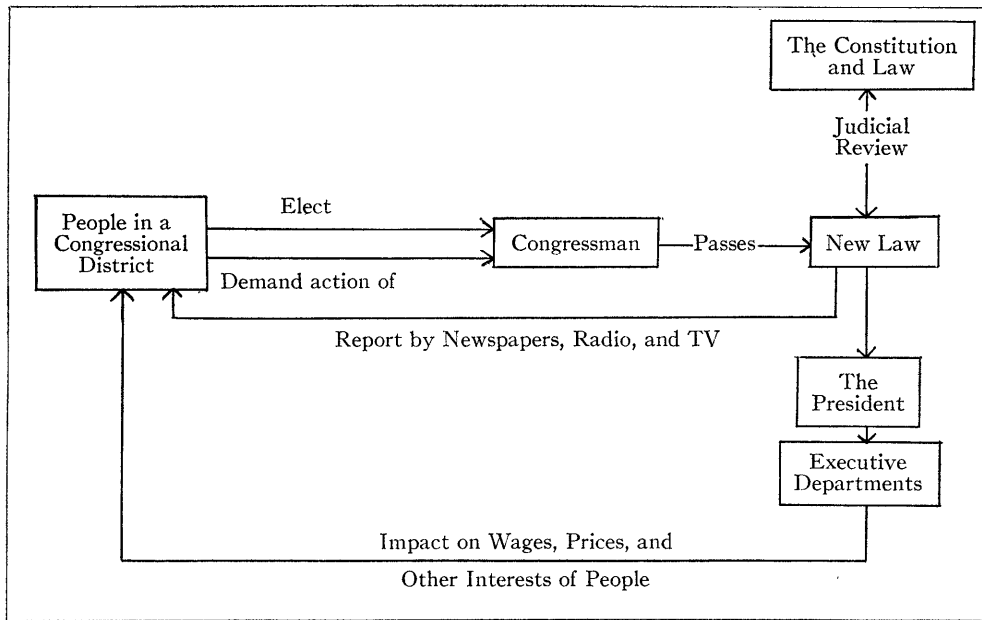 The Constitution
and Law
Judicial
Review
People in a
Congressional
District
Elect
Demand action of
Congressman
Passes
New Law
Report by Newspapers, Radio, and TV
The
President
Executive
Departments
Impact on Wages, Prices, and
Other Interests of People